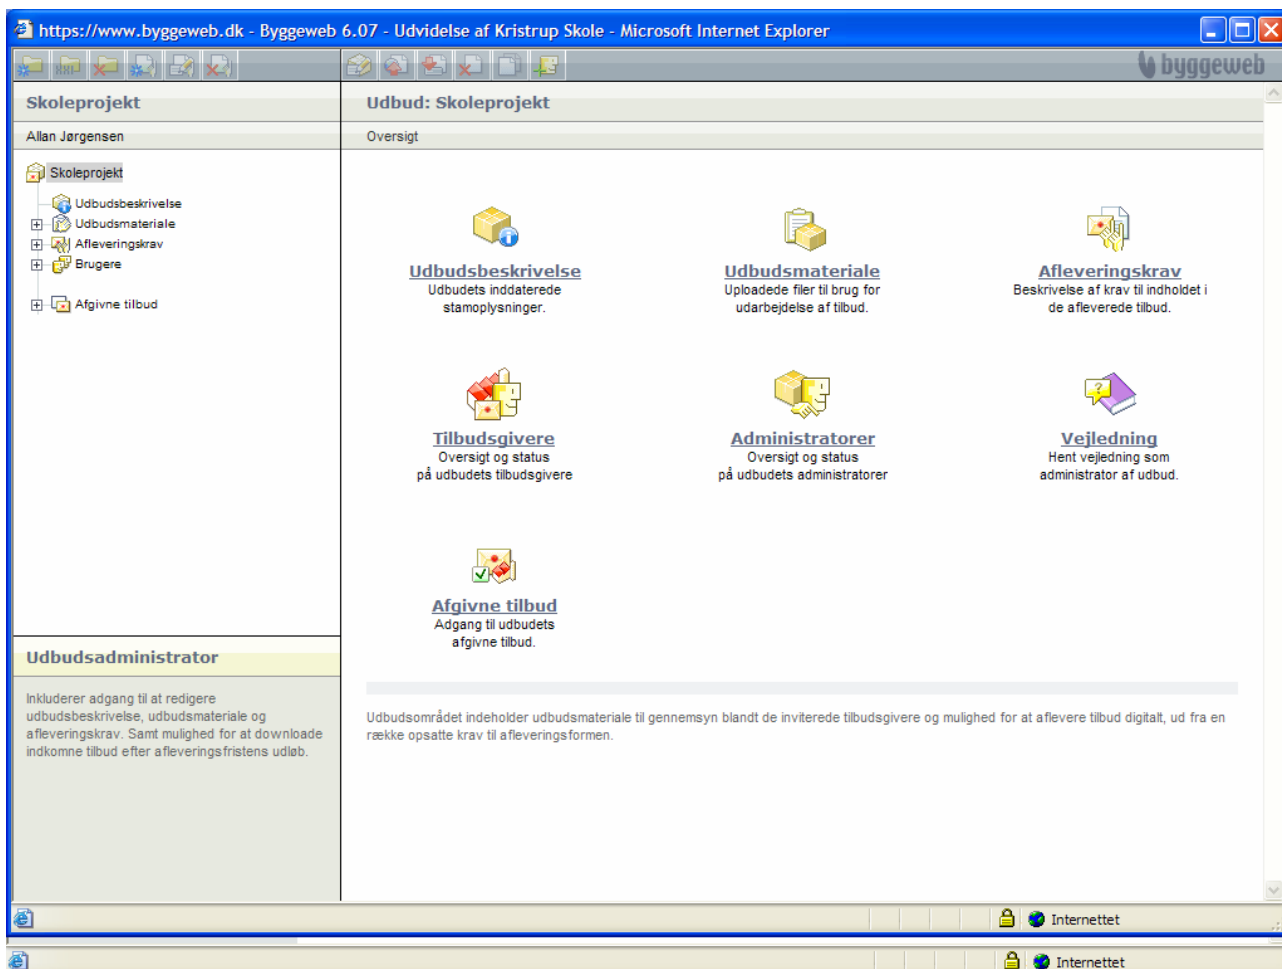 https://www.byggeweb.dk - Byggeweb 6.07 - Udvidelse af Kristrup Skole - Microsoft Internet Explorer
byggeweb
Skoleprojekt
Allan Jørgensen
Skoleprojekt
Udbudsbeskrivelse
Udbudsmateriale
Afleveringskrav
Brugere
Afgivne tilbud
Udbudsadministrator
Inkluderer adgang til at redigere
udbudsbeskrivelse, udbudsmateriale og
afleveringskrav. Samt mulighed for at downloade
indkomne tilbud efter afleveringsfristens udløb.
Udbud: Skoleprojekt
Oversigt
Udbudsbeskrivelse
Udbudets inddaterede
stamoplysninger.
Udbudsmateriale
Uploadede filer til brug for
udarbejdelse af tilbud.
Afleveringskrav
Beskrivelse af krav til indholdet i
de afleverede tilbud.
Tilbudsgivere
Oversigt og status
på udbudets tilbudsgivere
Administratorer
Oversigt og status
på udbudets administratorer
Vejledning
Hent vejledning som
administrator af udbud.
Afgivne tilbud
Adgang til udbudets
afgivne tilbud.
Udbudsområdet indeholder udbudsmateriale til gennemsyn blandt de inviterede tilbudsgivere og mulighed for at aflevere tilbud digitalt, ud fra en
række opsatte krav til afleveringsformen.
Internettet
Internettet